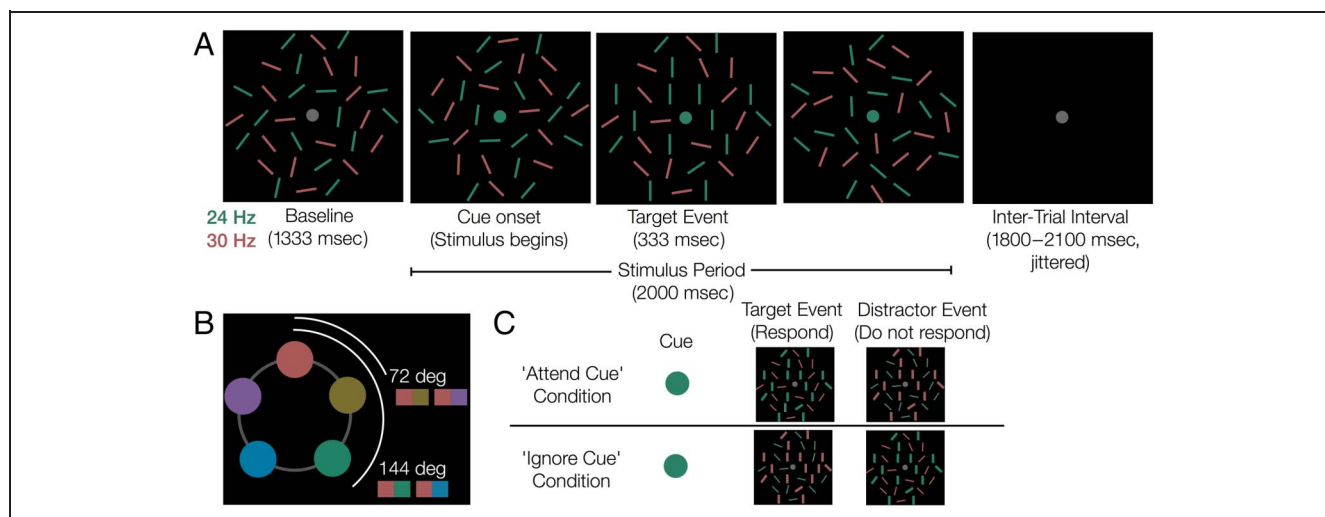 A
24 Hz
30 Hz
Baseline
(1333 msec)
Cue onset
(Stimulus begins)
Target Event
(333 msec)
Inter-Trial Interval
(1800–2100 msec,
jittered)
Stimulus Period
(2000 msec)
B
72 deg
144 deg
C
Cue
Target Event
(Respond)
Distractor Event
(Do not respond)
'Attend Cue'
Condition
'Ignore Cue'
Condition